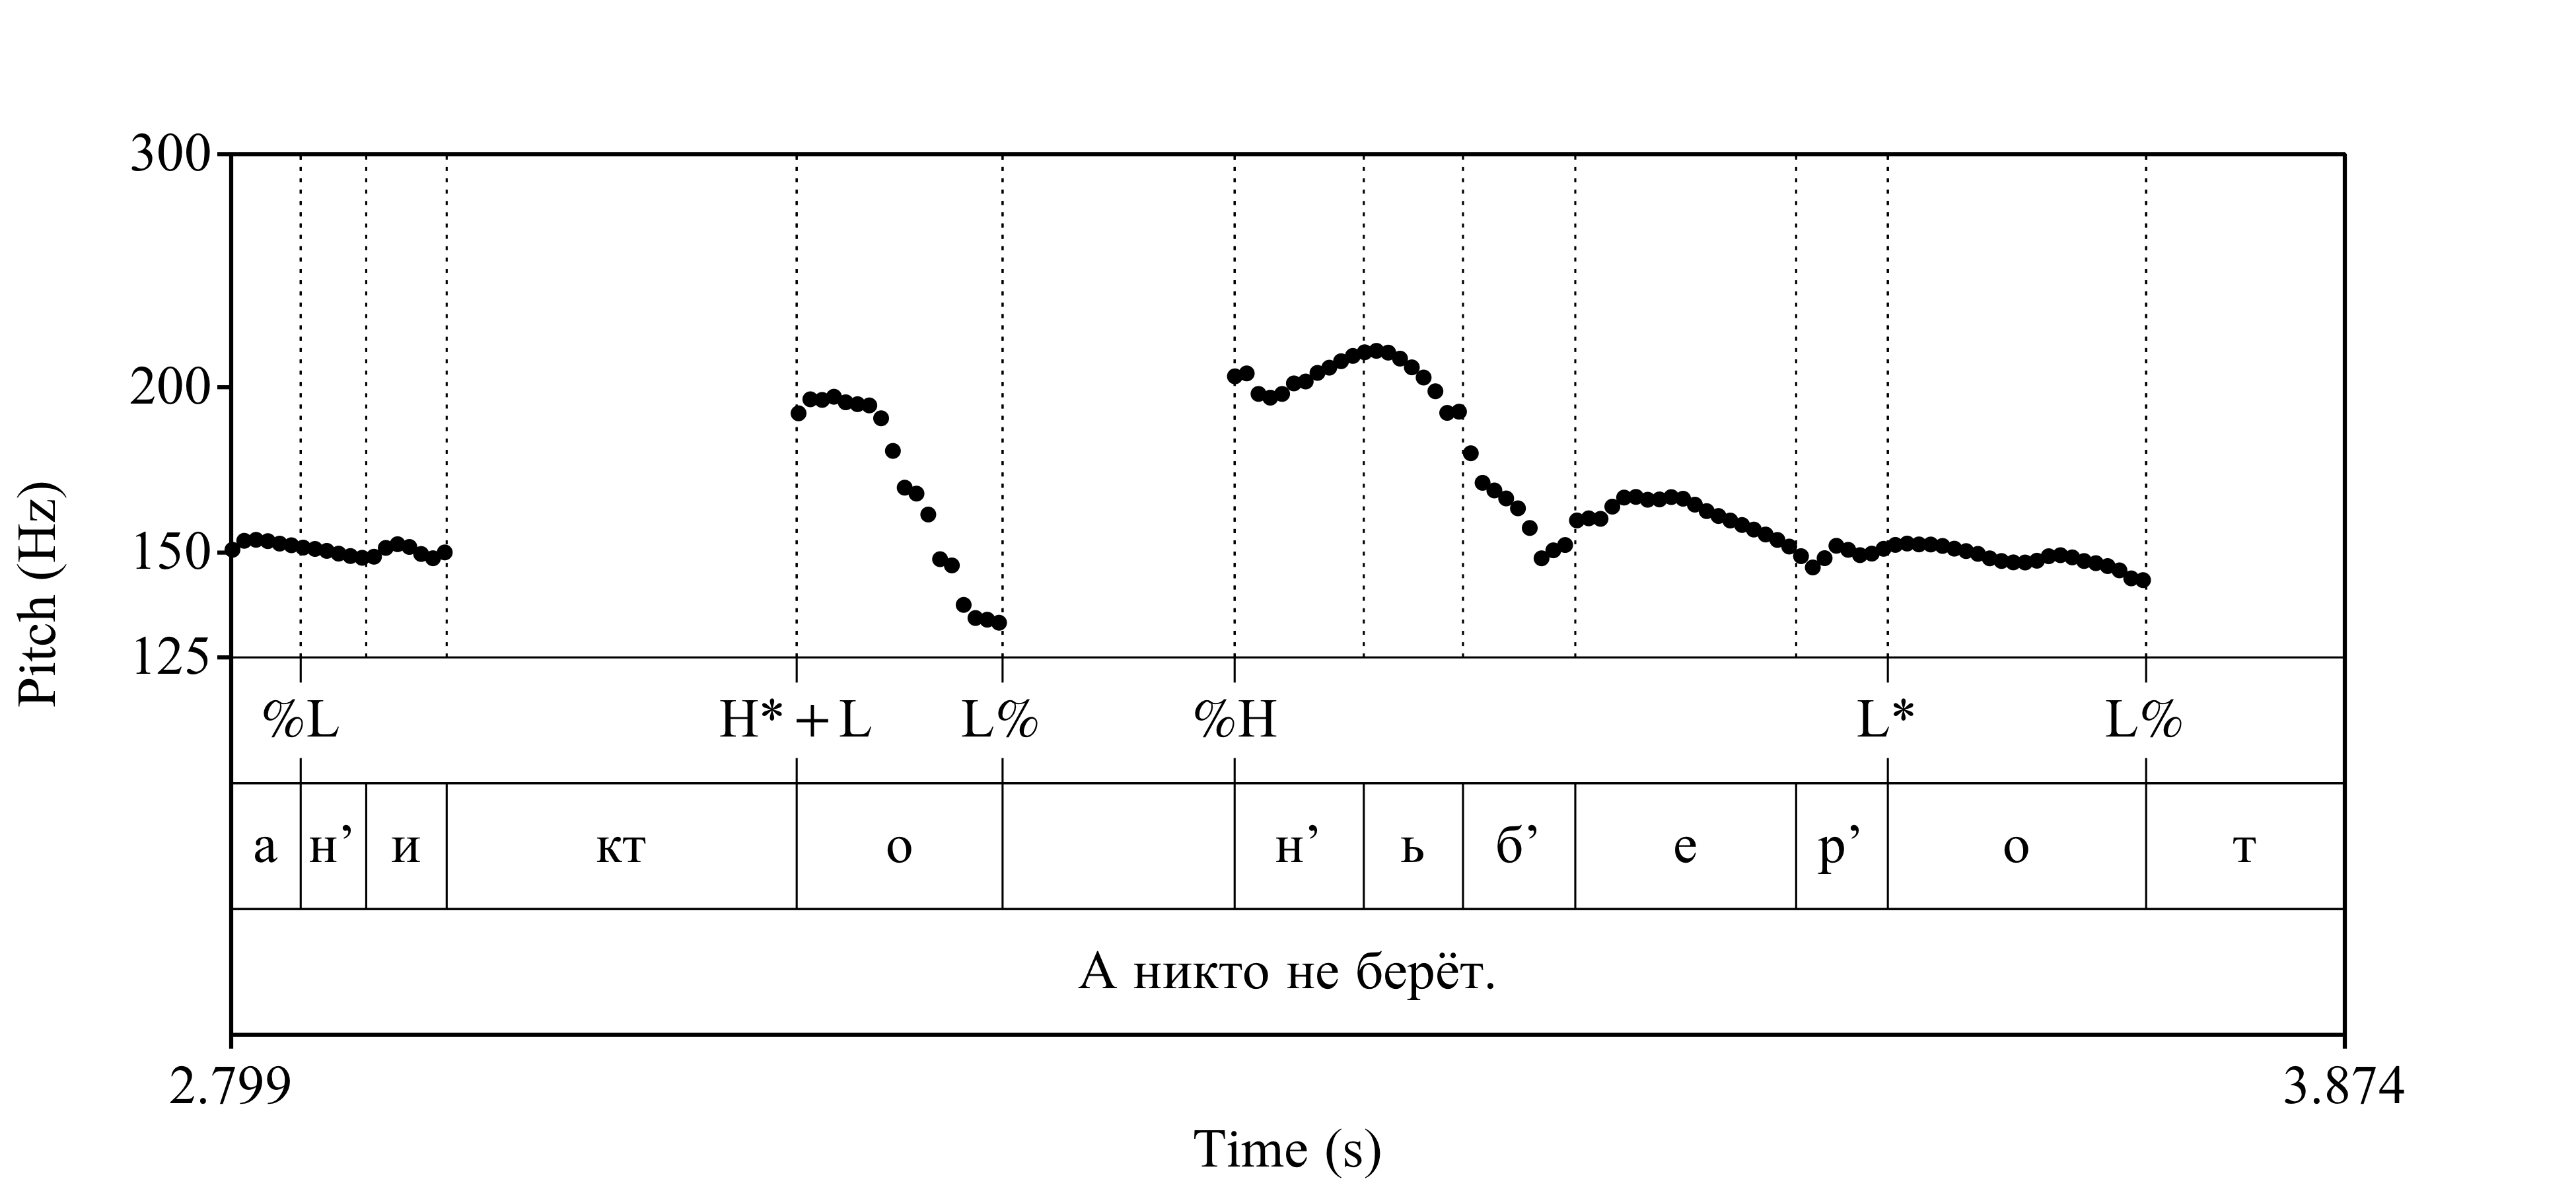 300
200
150
125
Pitch (Hz)
%L H* + L L% %H L* L%
а н’ и кт о н’ ь б’ е р’ о т
А никто не берёт.
2.799 3.874
Time (s)